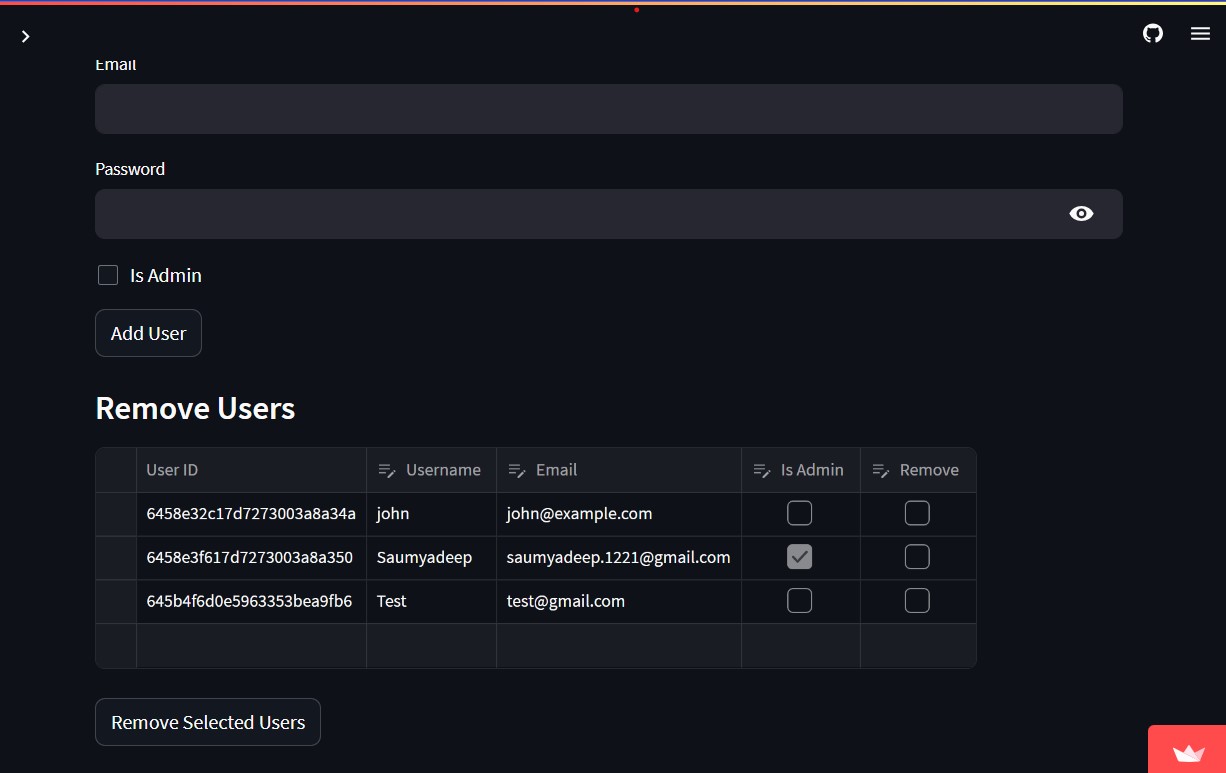 Email
Password
Is Admin
Add User
Remove Users
User ID Username Email Is Admin Remove
6458e32c17d7273003a8a34a john john@example.com
6458e3f617d7273003a8a350 Saumyadeep saumyadeep.1221@gmail.com
645b4f6d0e5963353bea9fb6 Test test@gmail.com
Remove Selected Users